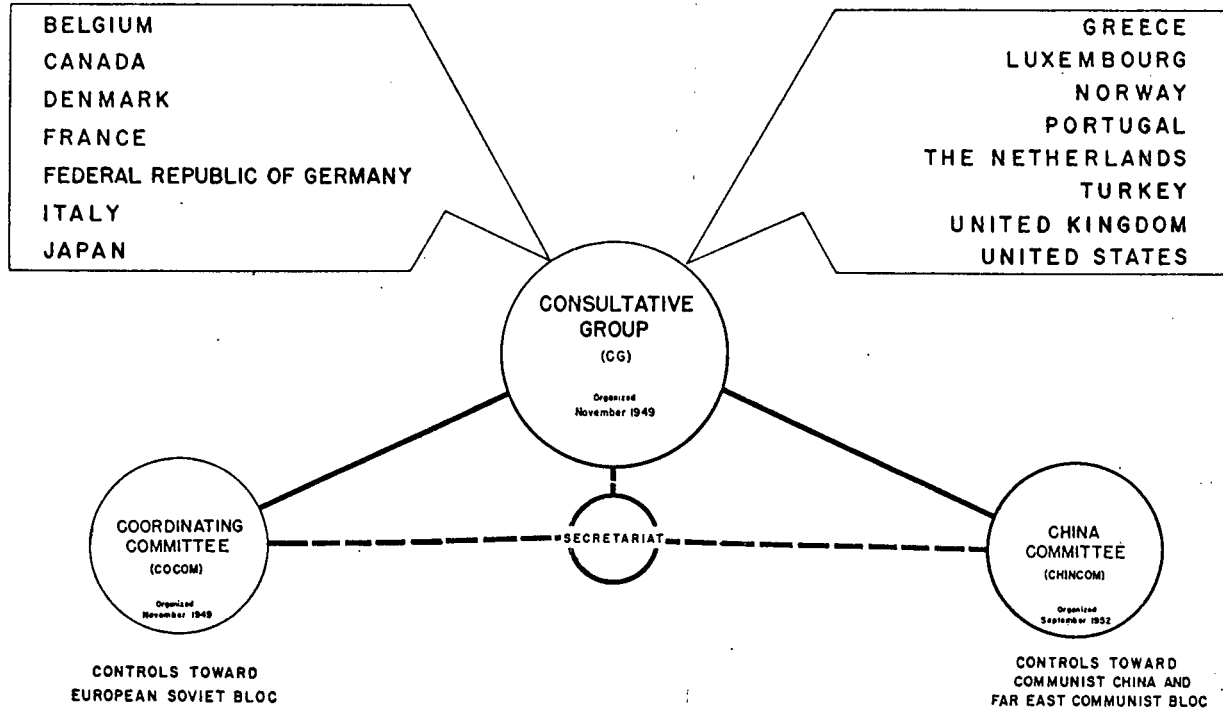 BELGIUM
CANADA
DENMARK
FRANCE
FEDERAL REPUBLIC OF GERMANY
ITALY
JAPAN
GREECE
LUXEMBOURG
NORWAY
PORTUGAL
THE NETHERLANDS
TURKEY
UNITED KINGDOM
UNITED STATES
CONSULTATIVE
GROUP
(CG)
Organized
November 1949
COORDINATING
COMMITTEE
(COCOM)
Organized
November 1949
SECRETARIAT
CHINA
COMMITTEE
(CHINCOM)
Organized
September 1952
CONTROLS TOWARD
EUROPEAN SOVIET BLOC
CONTROLS TOWARD
COMMUNIST CHINA AND
FAR EAST COMMUNIST BLOC